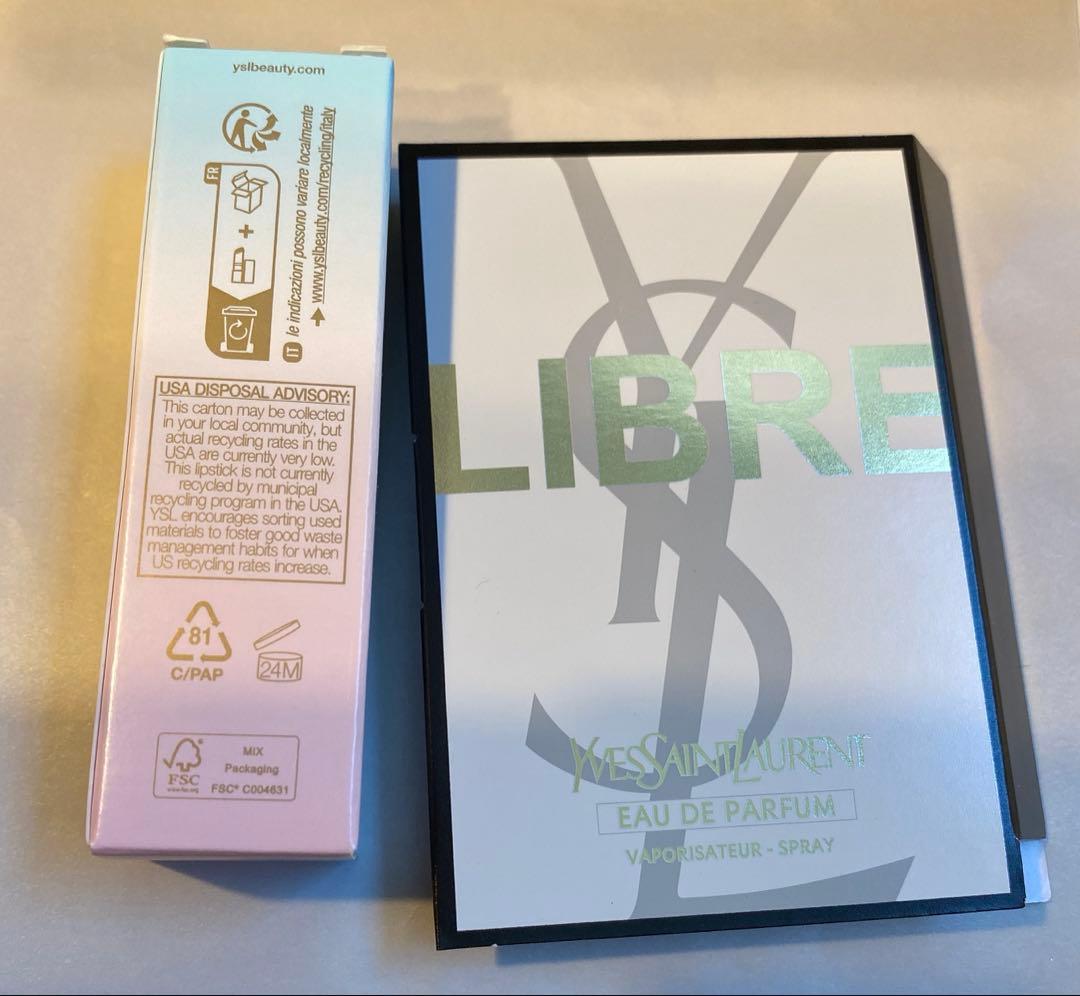 yslbeauty.com
FR
+
IT le indicazioni possono variare localmente
www.yslbeauty.com/recycling/italy
USA DISPOSAL ADVISORY:
This carton may be collected
in your local community, but
actual recycling rates in the
USA are currently very low.
This lipstick is not currently
recycled by municipal
recycling program in the USA.
YSL encourages sorting used
materials to foster good waste
management habits for when
US recycling rates increase.
81
C/PAP
24M
FSC
www.fsc.org
MIX
Packaging
FSC® C004631
YSL
LIBRE
YVESSAINTLAURENT
EAU DE PARFUM
VAPORISATEUR - SPRAY